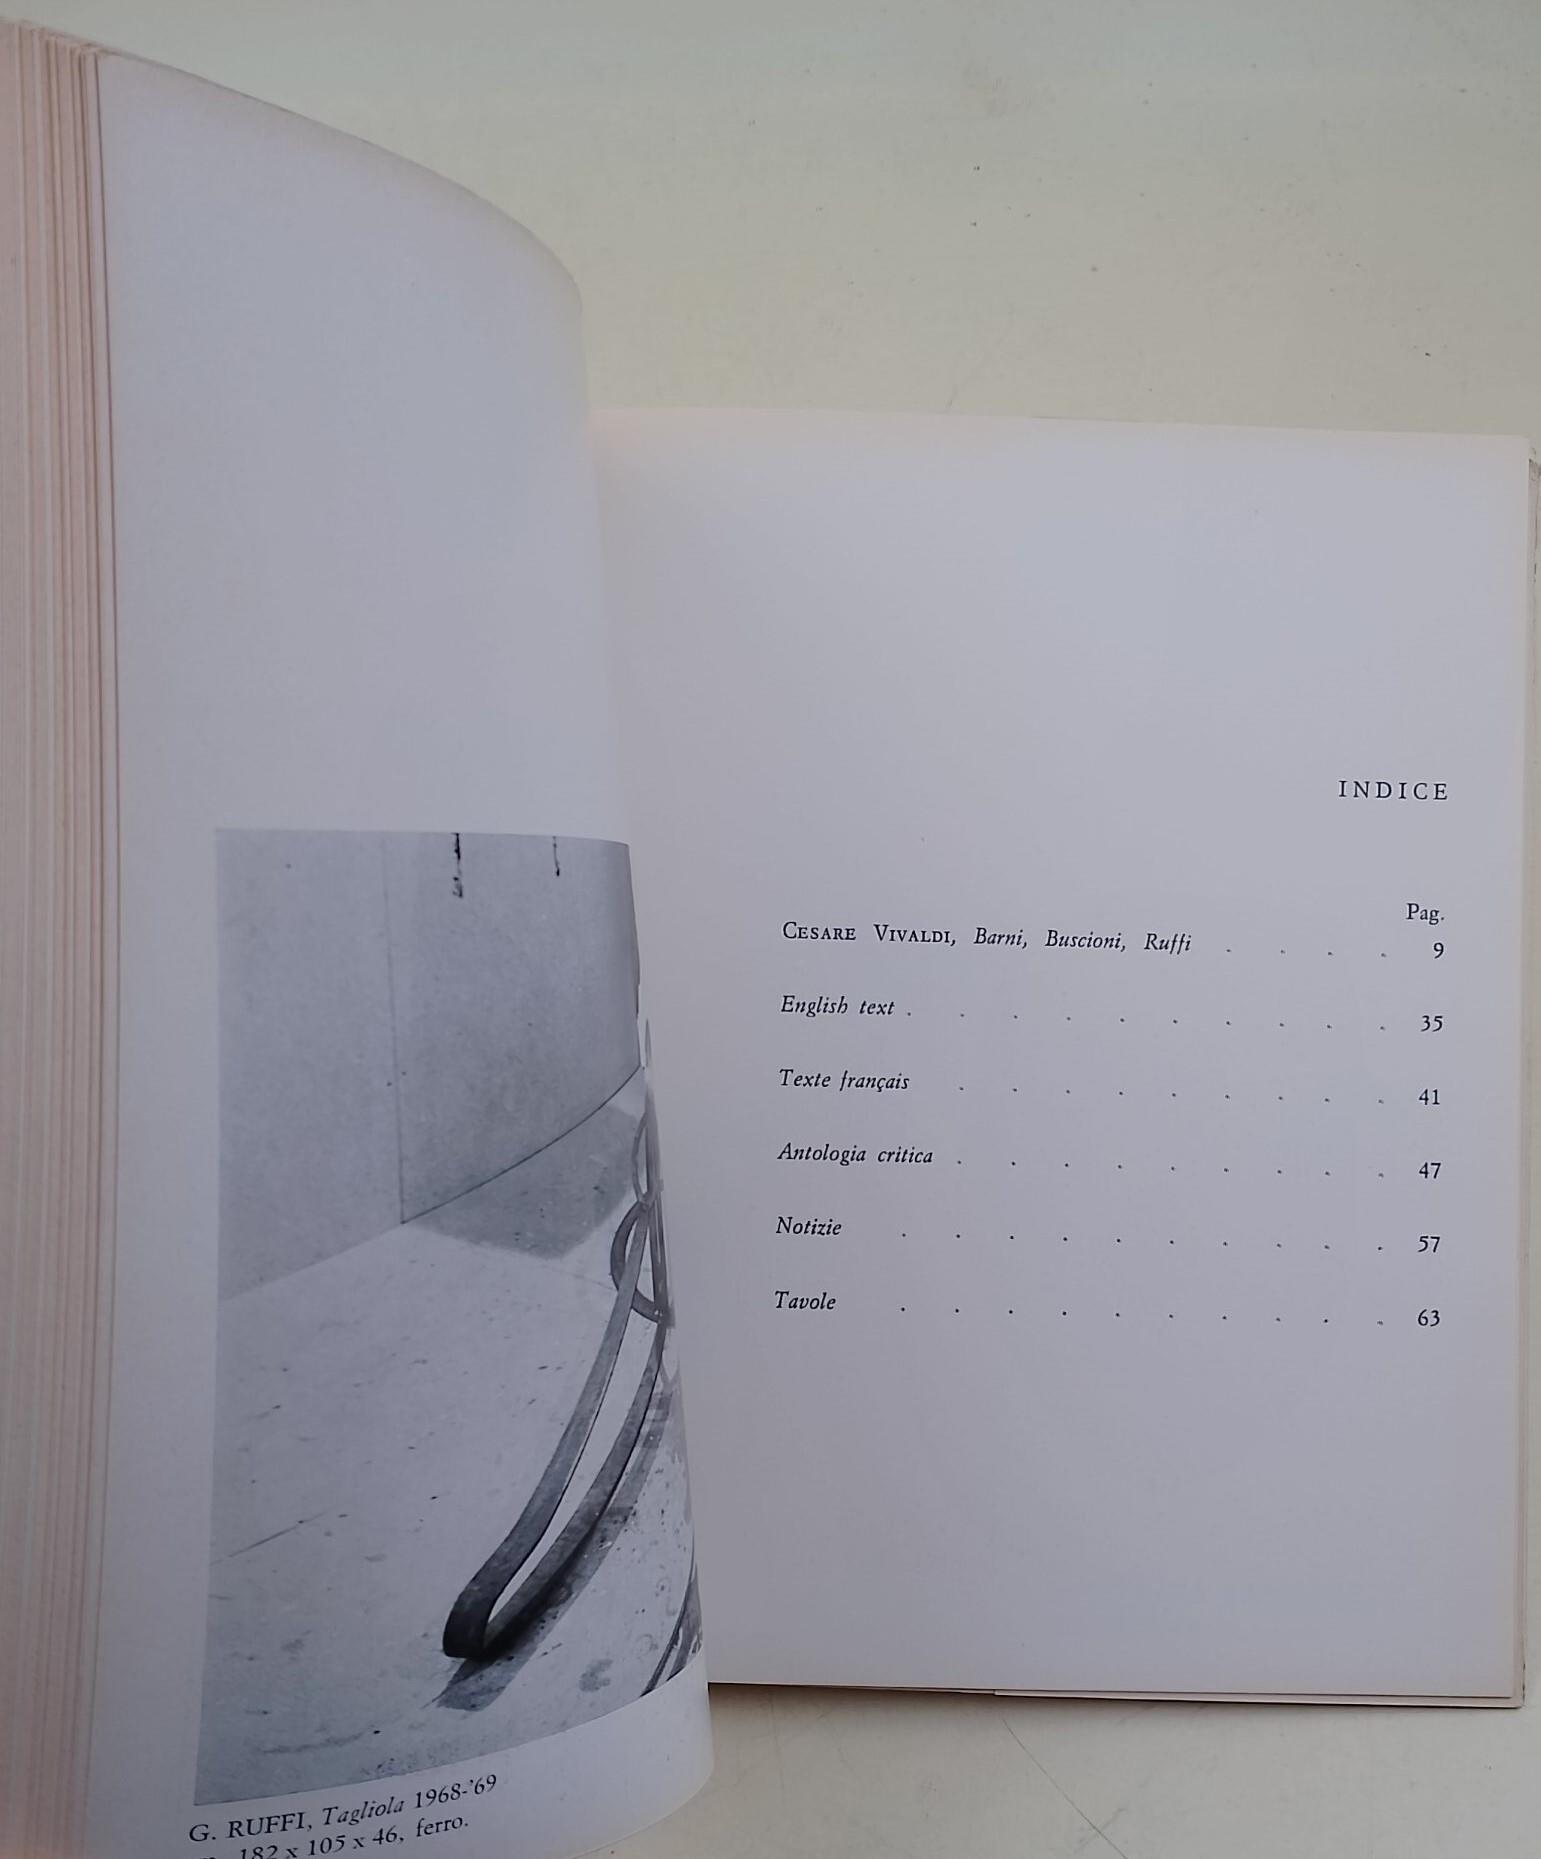 G. RUFFI, Tagliola 1968-'69
182 x 105 x 46, ferro.
INDICE
Pag.
CESARE VIVALDI, Barni, Buscioni, Ruffi . . . . 9
English text . . . . . . . . . . 35
Texte français . . . . . . . . . 41
Antologia critica . . . . . . . . . 47
Notizie . . . . . . . . . . 57
Tavole . . . . . . . . . . 63